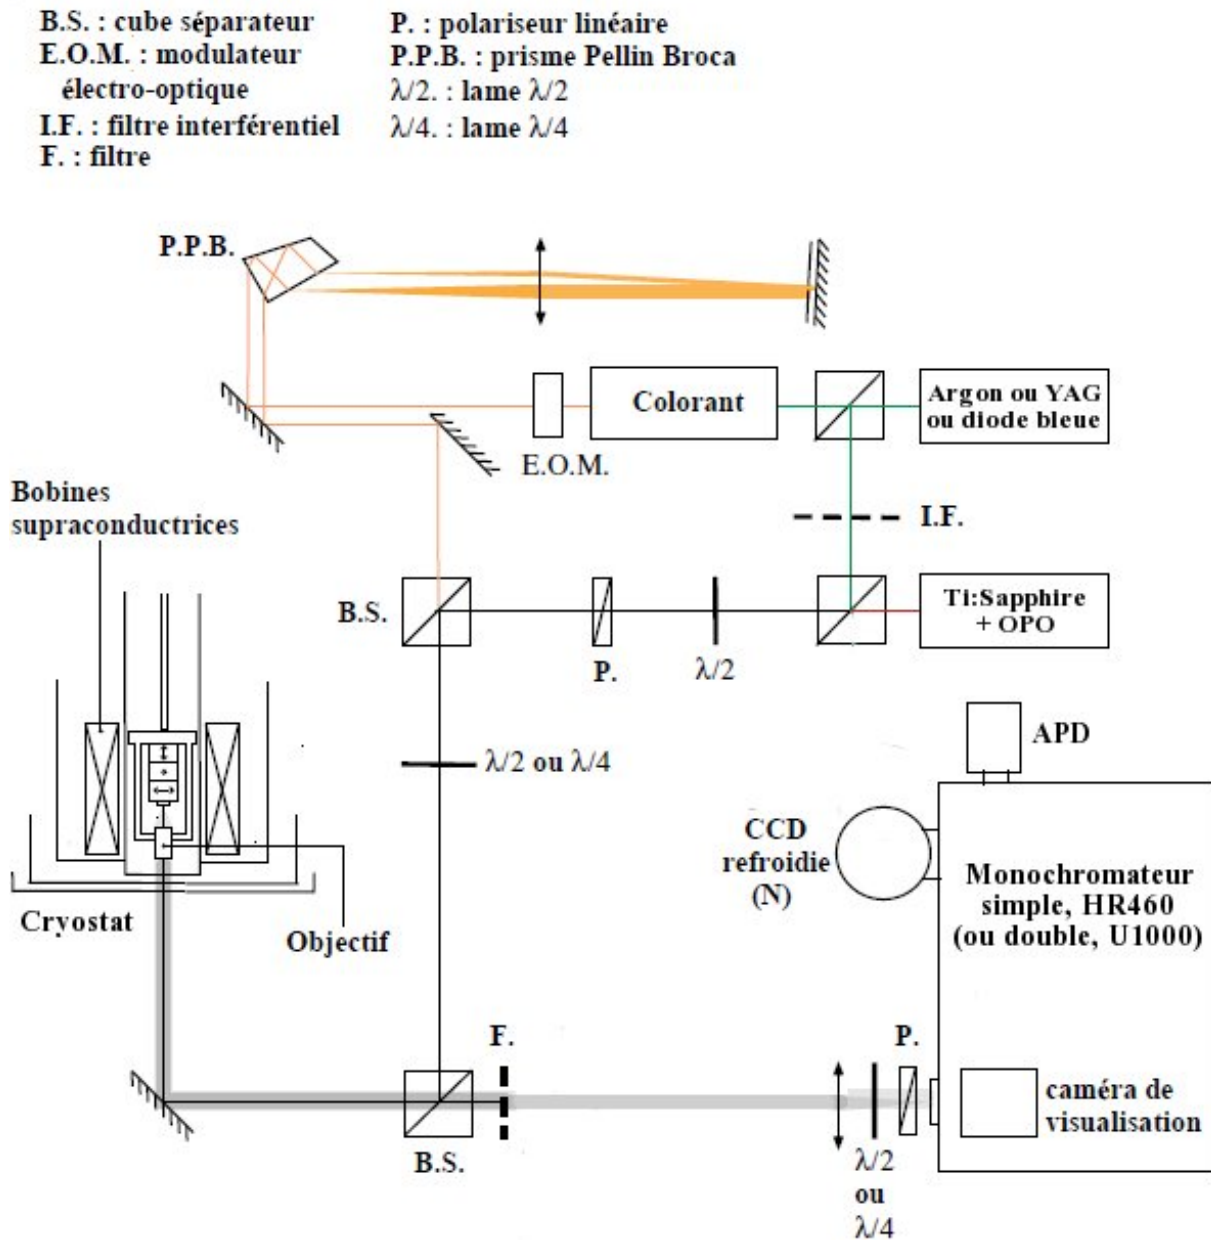 B.S. : cube séparateur
E.O.M. : modulateur
électro-optique
I.F. : filtre interférentiel
F. : filtre
P. : polariseur linéaire
P.P.B. : prisme Pellin Broca
λ/2. : lame λ/2
λ/4. : lame λ/4
P.P.B.
Colorant
Argon ou YAG
ou diode bleue
E.O.M.
I.F.
Bobines
supraconductrices
B.S.
P.
λ/2
Ti:Sapphire
+ OPO
λ/2 ou λ/4
APD
CCD
refroidie
(N)
Monochromateur
simple, HR460
(ou double, U1000)
Cryostat
Objectif
F.
P.
caméra de
visualisation
B.S.
λ/2
ou
λ/4